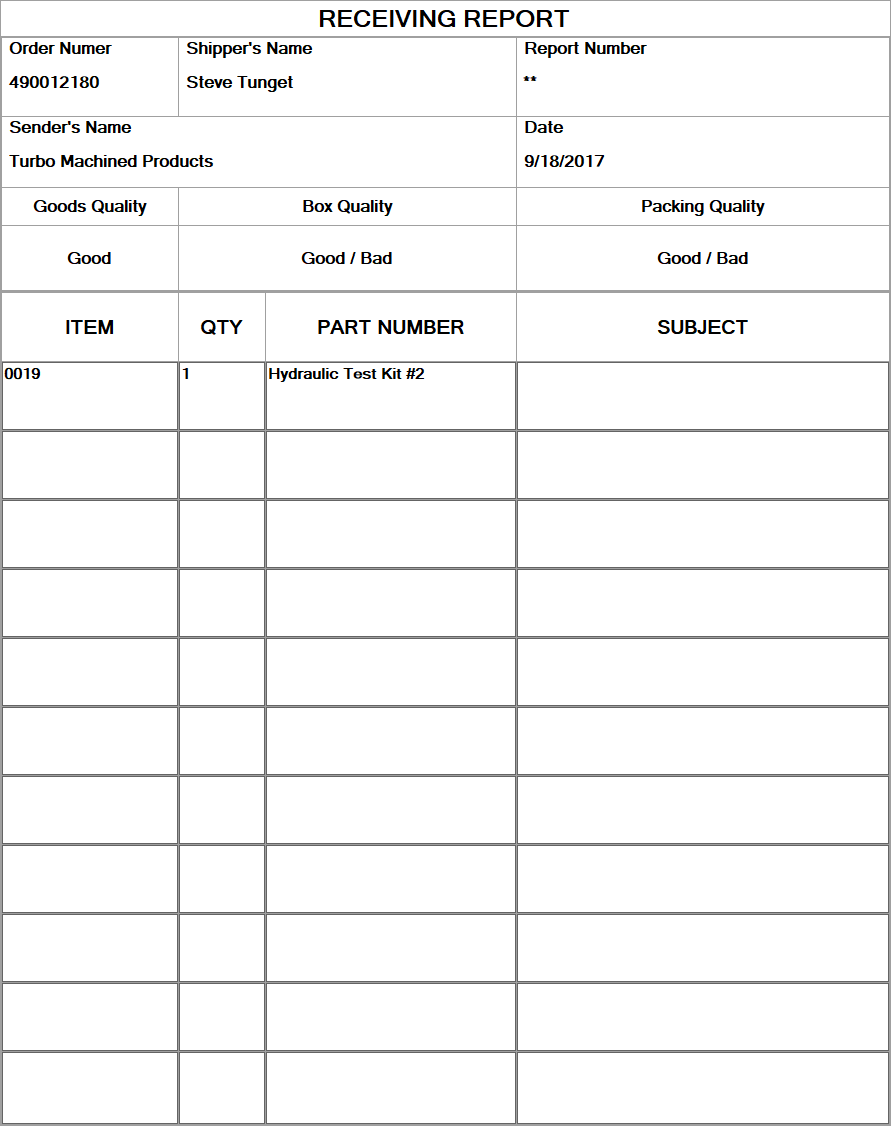 RECEIVING REPORT
Order Numer Shipper's Name Report Number
490012180 Steve Tunget **
Sender's Name Date
Turbo Machined Products 9/18/2017
Goods Quality Box Quality Packing Quality
Good Good / Bad Good / Bad
ITEM QTY PART NUMBER SUBJECT
0019 1 Hydraulic Test Kit #2